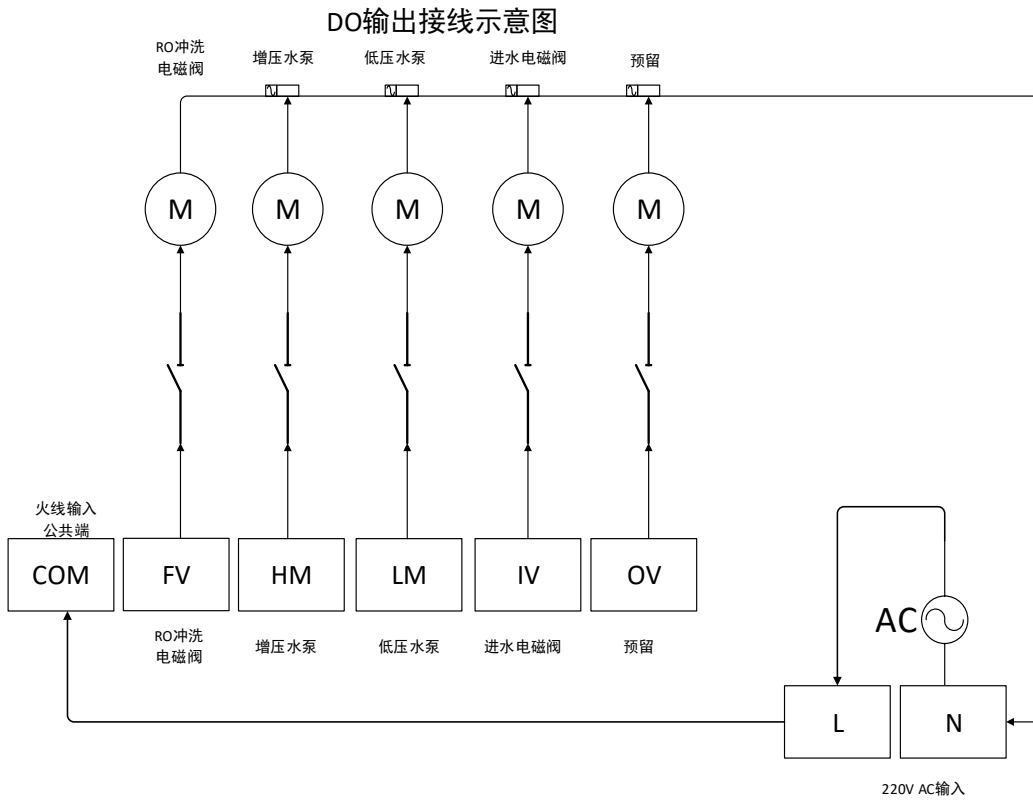 DO输出接线示意图
RO冲洗
电磁阀
增压水泵
低压水泵
进水电磁阀
预留
M
M
M
M
M
火线输入
公共端
COM
FV
HM
LM
IV
OV
RO冲洗
电磁阀
增压水泵
低压水泵
进水电磁阀
预留
AC
L
N
220V AC输入